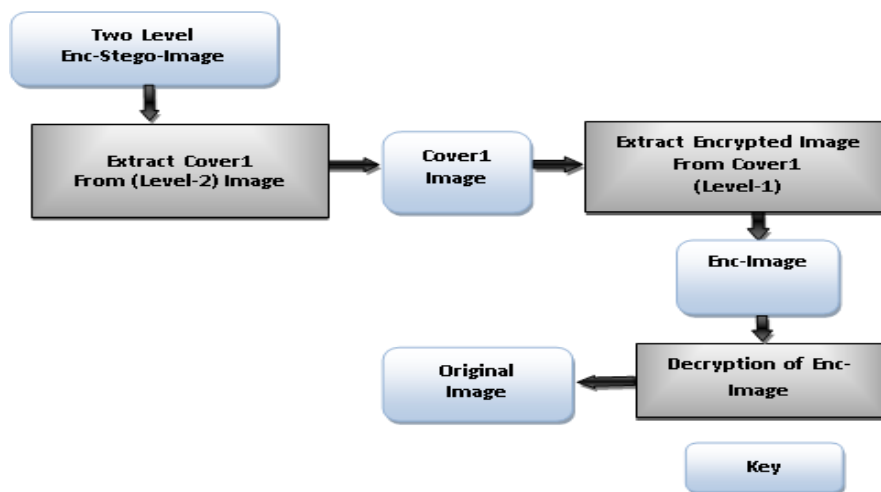 Two Level
Enc-Stego-Image
Extract Cover1
From (Level-2) Image
Cover1
Image
Extract Encrypted Image
From Cover1
(Level-1)
Enc-Image
Decryption of Enc-
Image
Original
Image
Key